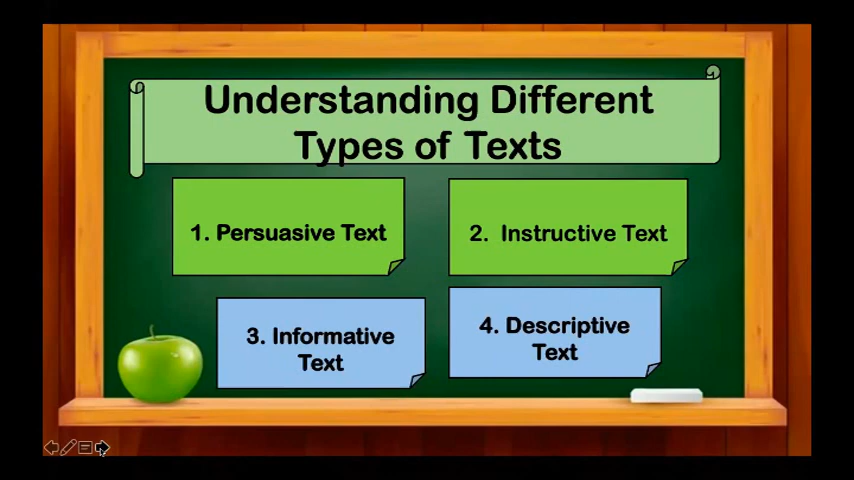 Understanding Different
Types of Texts
1. Persuasive Text
2. Instructive Text
3. Informative
Text
4. Descriptive
Text